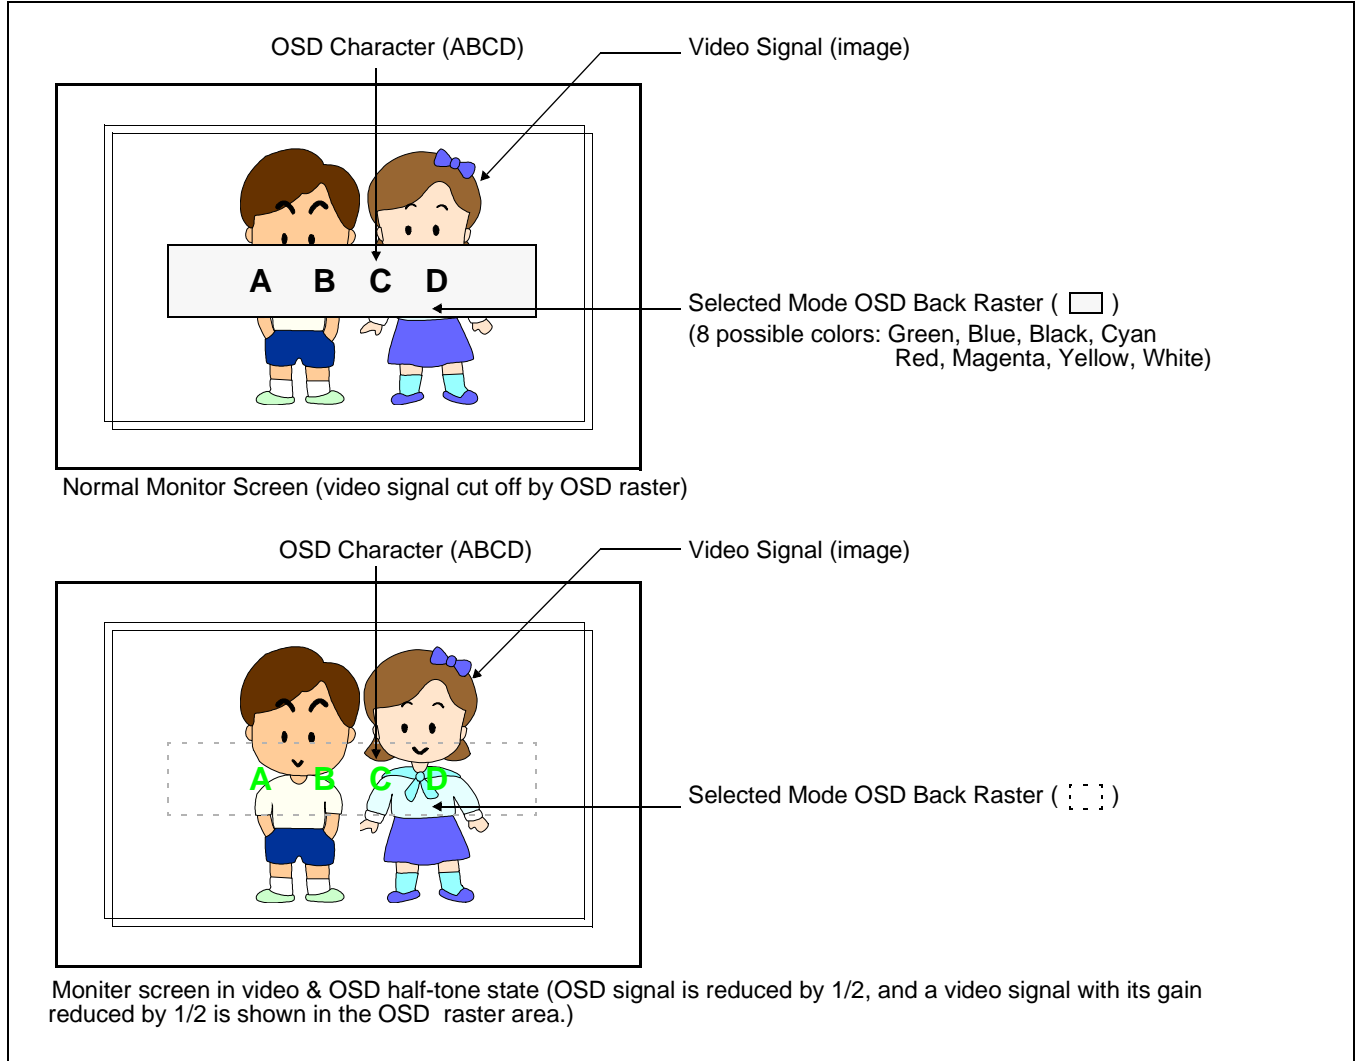 OSD Character (ABCD)
Video Signal (image)
A B C D
Selected Mode OSD Back Raster ( )
(8 possible colors: Green, Blue, Black, Cyan
Red, Magenta, Yellow, White)
Normal Monitor Screen (video signal cut off by OSD raster)
OSD Character (ABCD)
Video Signal (image)
A B C D
Selected Mode OSD Back Raster ( )
Moniter screen in video & OSD half-tone state (OSD signal is reduced by 1/2, and a video signal with its gain
reduced by 1/2 is shown in the OSD raster area.)